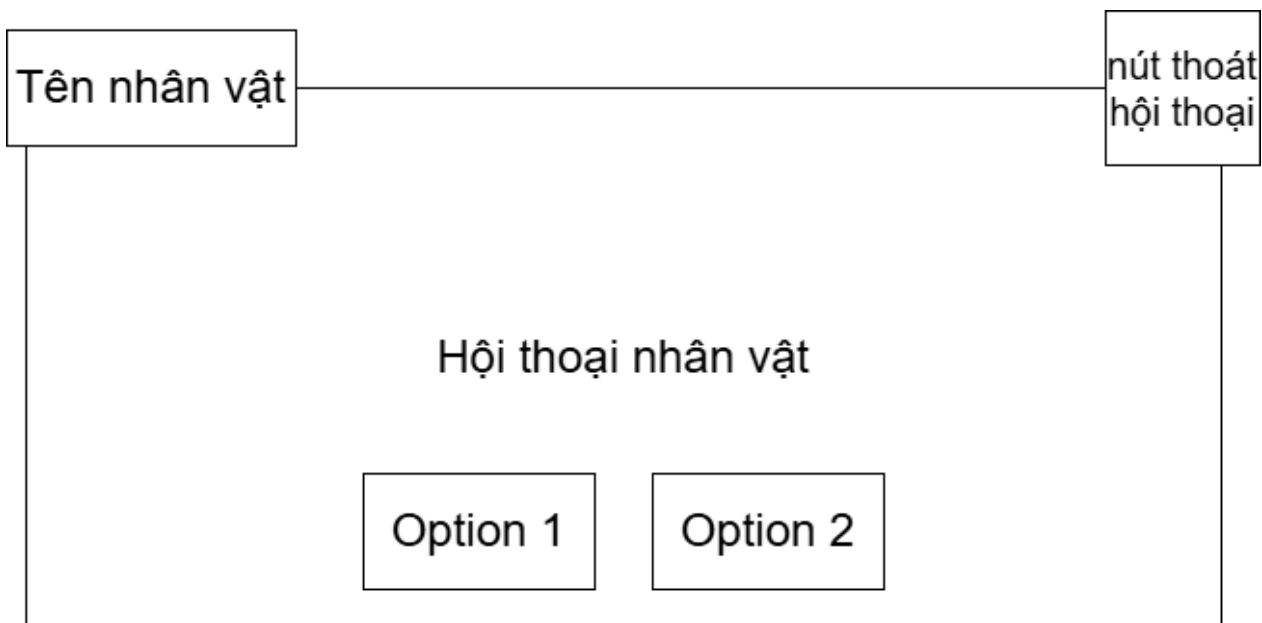 Tên nhân vật
nút thoát
hội thoại
Hội thoại nhân vật
Option 1
Option 2